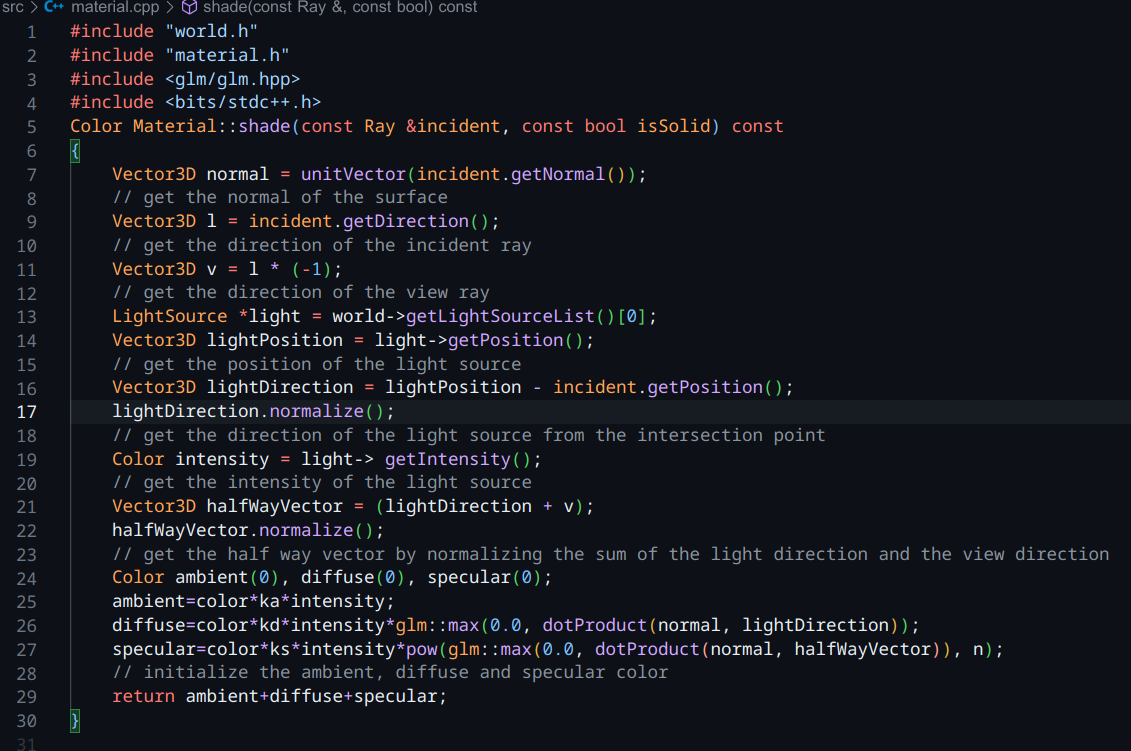 src > C++ material.cpp > shade(const Ray &, const bool) const
1 #include "world.h"
2 #include "material.h"
3 #include <glm/glm.hpp>
4 #include <bits/stdc++.h>
5 Color Material::shade(const Ray &incident, const bool isSolid) const
6 {
7     Vector3D normal = unitVector(incident.getNormal());
8     // get the normal of the surface
9     Vector3D l = incident.getDirection();
10     // get the direction of the incident ray
11     Vector3D v = l * (-1);
12     // get the direction of the view ray
13     LightSource *light = world->getLightSourceList()[0];
14     Vector3D lightPosition = light->getPosition();
15     // get the position of the light source
16     Vector3D lightDirection = lightPosition - incident.getPosition();
17     lightDirection.normalize();
18     // get the direction of the light source from the intersection point
19     Color intensity = light-> getIntensity();
20     // get the intensity of the light source
21     Vector3D halfWayVector = (lightDirection + v);
22     halfWayVector.normalize();
23     // get the half way vector by normalizing the sum of the light direction and the view direction
24     Color ambient(0), diffuse(0), specular(0);
25     ambient=color*ka*intensity;
26     diffuse=color*kd*intensity*glm::max(0.0, dotProduct(normal, lightDirection));
27     specular=color*ks*intensity*pow(glm::max(0.0, dotProduct(normal, halfWayVector)), n);
28     // initialize the ambient, diffuse and specular color
29     return ambient+diffuse+specular;
30 }
31